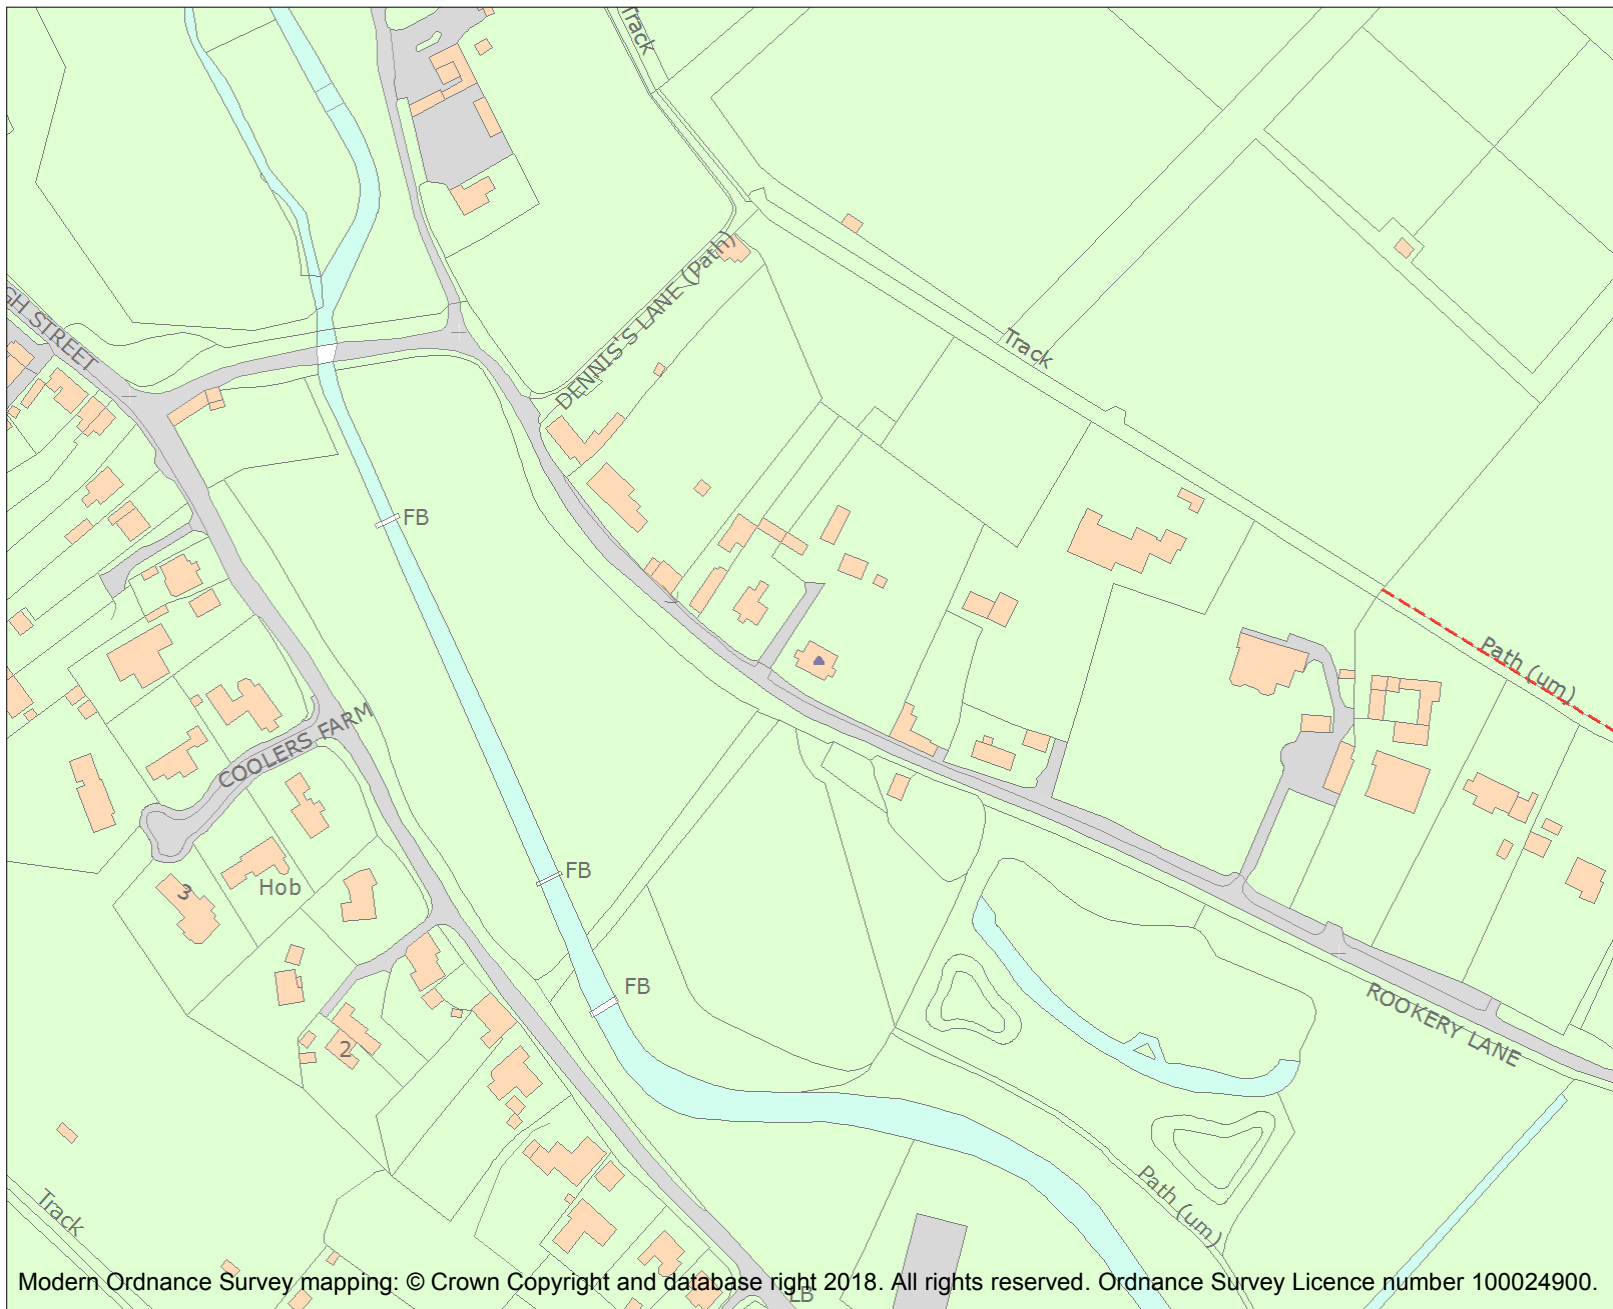 Track
GH STREET
DENNIS'S LANE (Path)
Track
FB
Path (um)
COOLERS FARM
FB
3
Hob
FB
ROOKERY LANE
2
Path (um)
Track
LB
Modern Ordnance Survey mapping: © Crown Copyright and database right 2018. All rights reserved. Ordnance Survey Licence number 100024900.